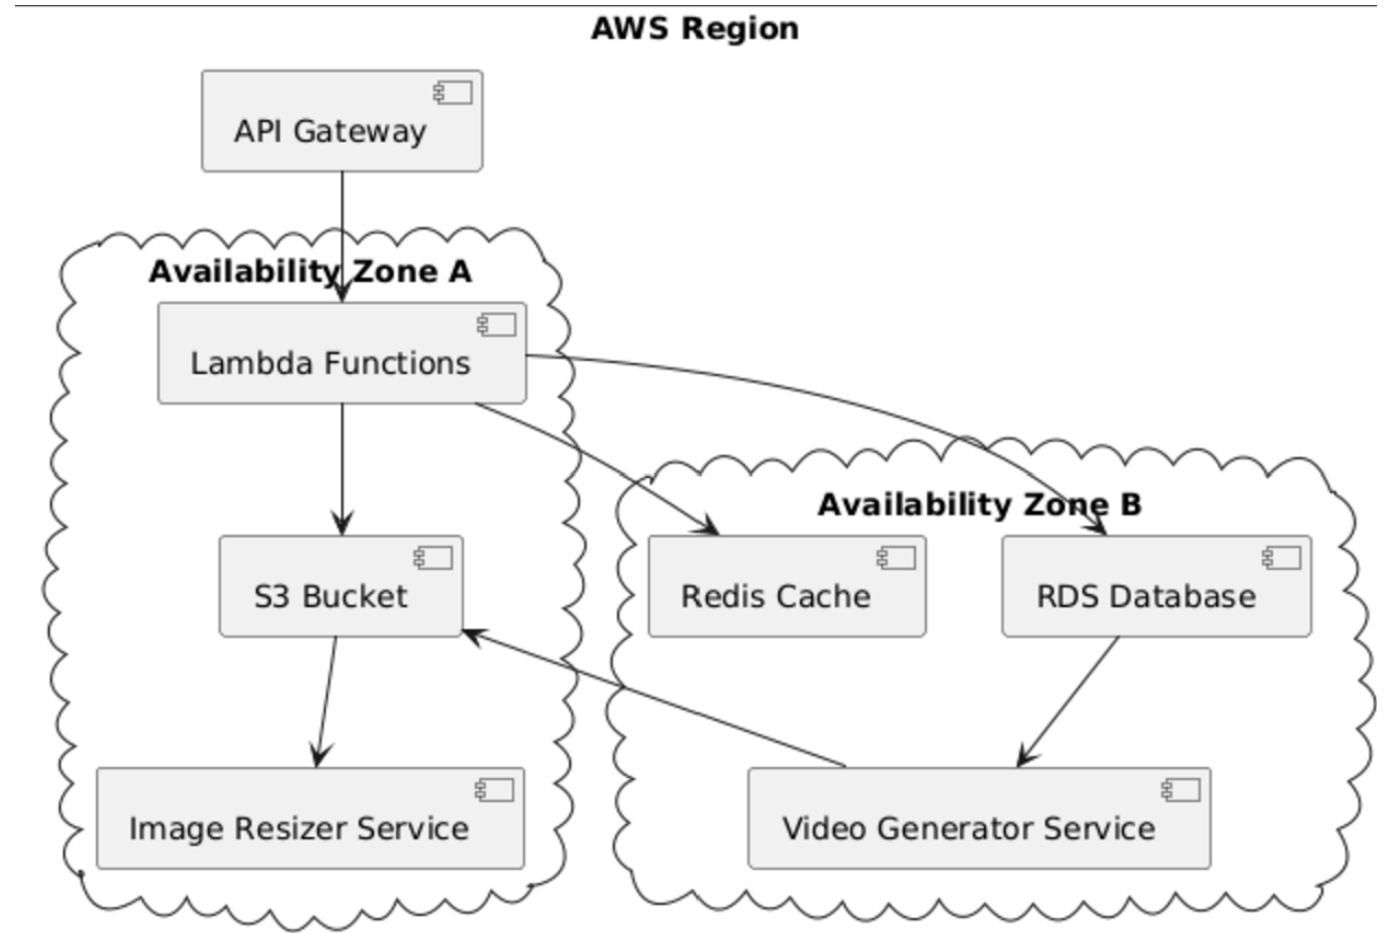 AWS Region
API Gateway
Availability Zone A
Lambda Functions
Availability Zone B
S3 Bucket
Redis Cache
RDS Database
Image Resizer Service
Video Generator Service